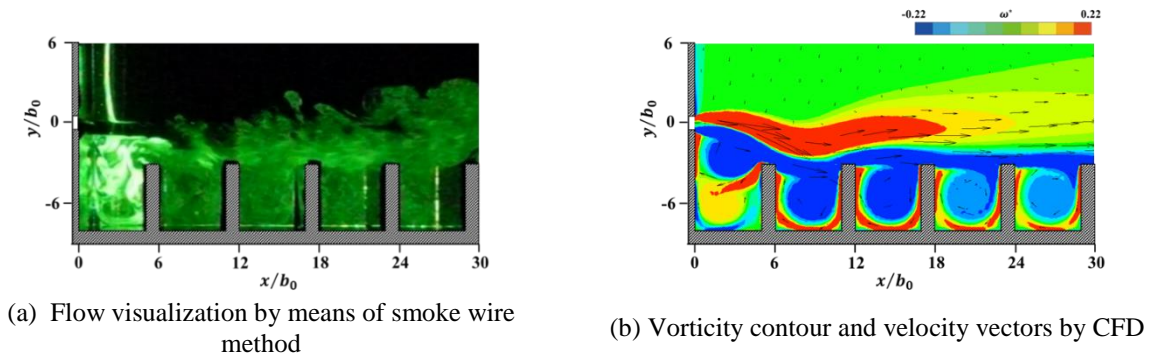 -0.22 ω* 0.22
6
0
-6
y/b₀
0 6 12 18 24 30
x/b₀
(a) Flow visualization by means of smoke wire
method
6
0
-6
y/b₀
0 6 12 18 24 30
x/b₀
(b) Vorticity contour and velocity vectors by CFD